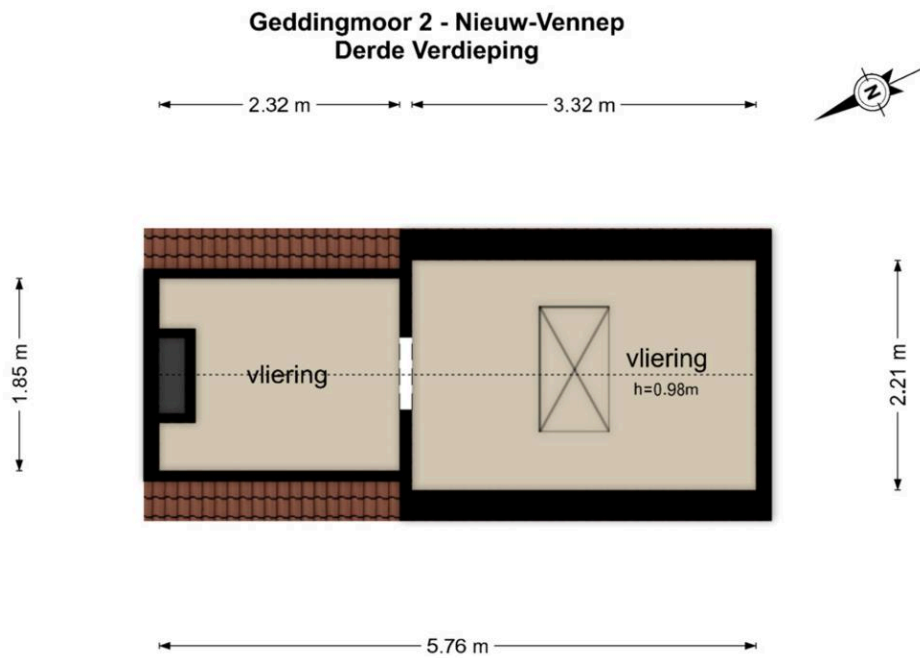 Geddingmoor 2 - Nieuw-Vennep
Derde Verdieping
2.32 m
3.32 m
N
1.85 m
vliering
vliering
h=0.98m
2.21 m
5.76 m